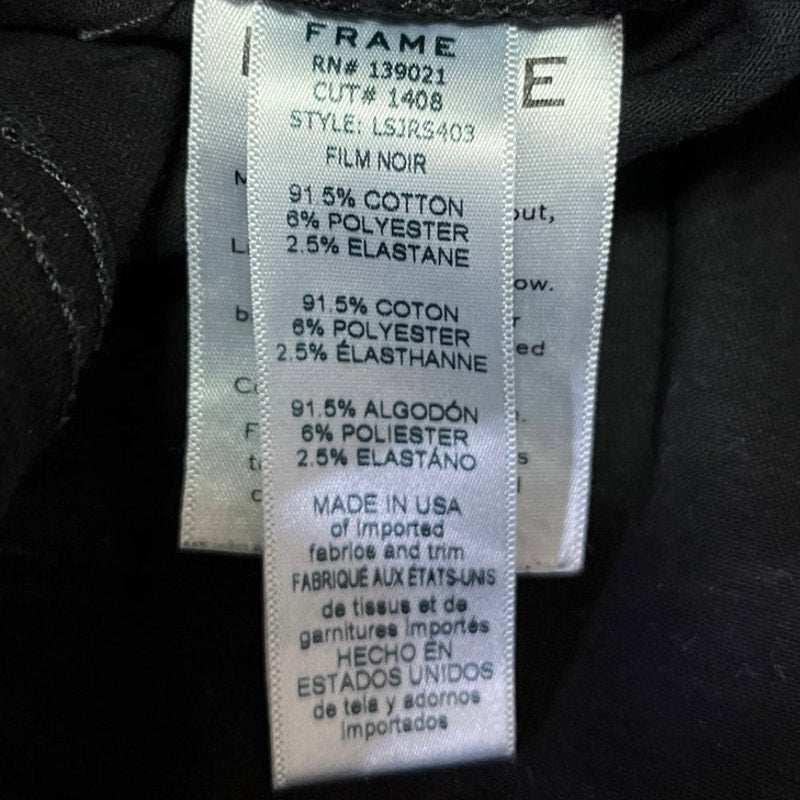 FRAME
RN# 139021
CUT# 1408
STYLE: LSJRS403
FILM NOIR
91.5% COTTON
6% POLYESTER
2.5% ELASTANE
91.5% COTON
6% POLYESTER
2.5% ÉLASTHANNE
91.5% ALGODÓN
6% POLIESTER
2.5% ELASTÁNO
MADE IN USA
of imported
fabrics and trim
FABRIQUÉ AUX ÉTATS-UNIS
de tissus et de
garnitures importés
HECHO EN
ESTADOS UNIDOS
de tela y adornos
importados
E